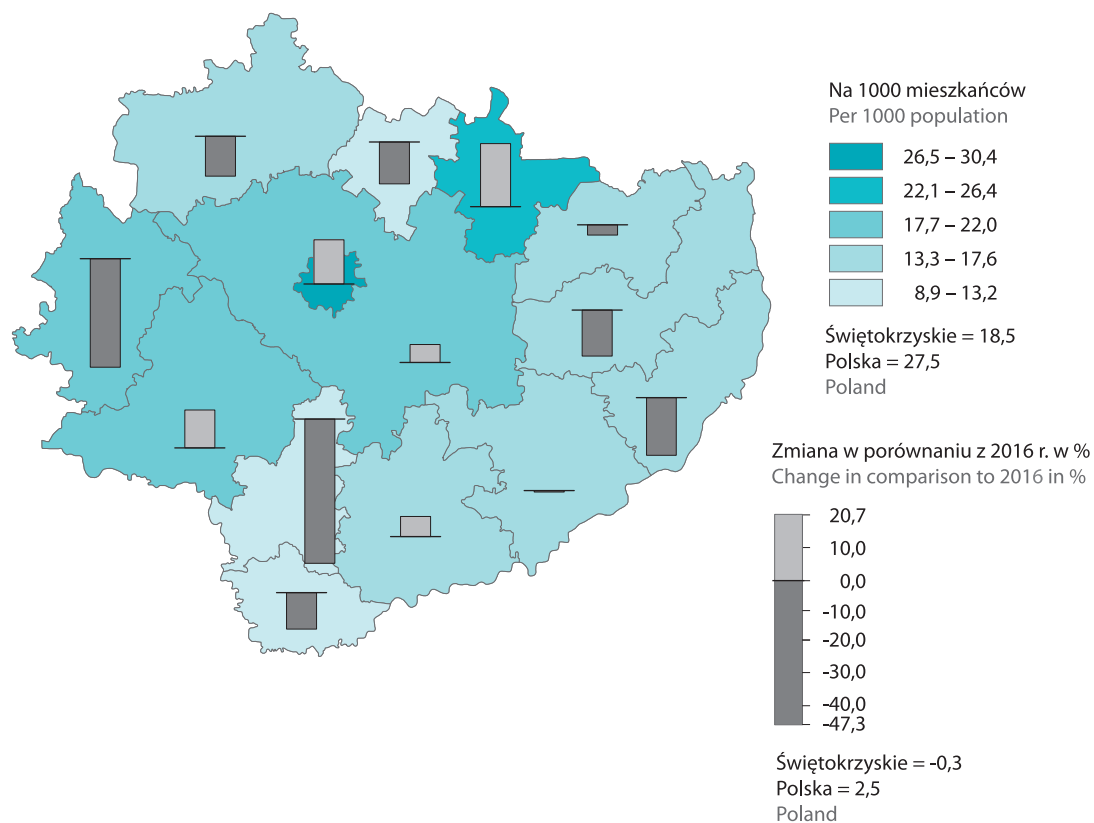 Na 1000 mieszkańców
Per 1000 population
26,5 – 30,4
22,1 – 26,4
17,7 – 22,0
13,3 – 17,6
8,9 – 13,2
Świętokrzyskie = 18,5
Polska = 27,5
Poland
Zmiana w porównaniu z 2016 r. w %
Change in comparison to 2016 in %
20,7
10,0
0,0
-10,0
-20,0
-30,0
-40,0
-47,3
Świętokrzyskie = -0,3
Polska = 2,5
Poland